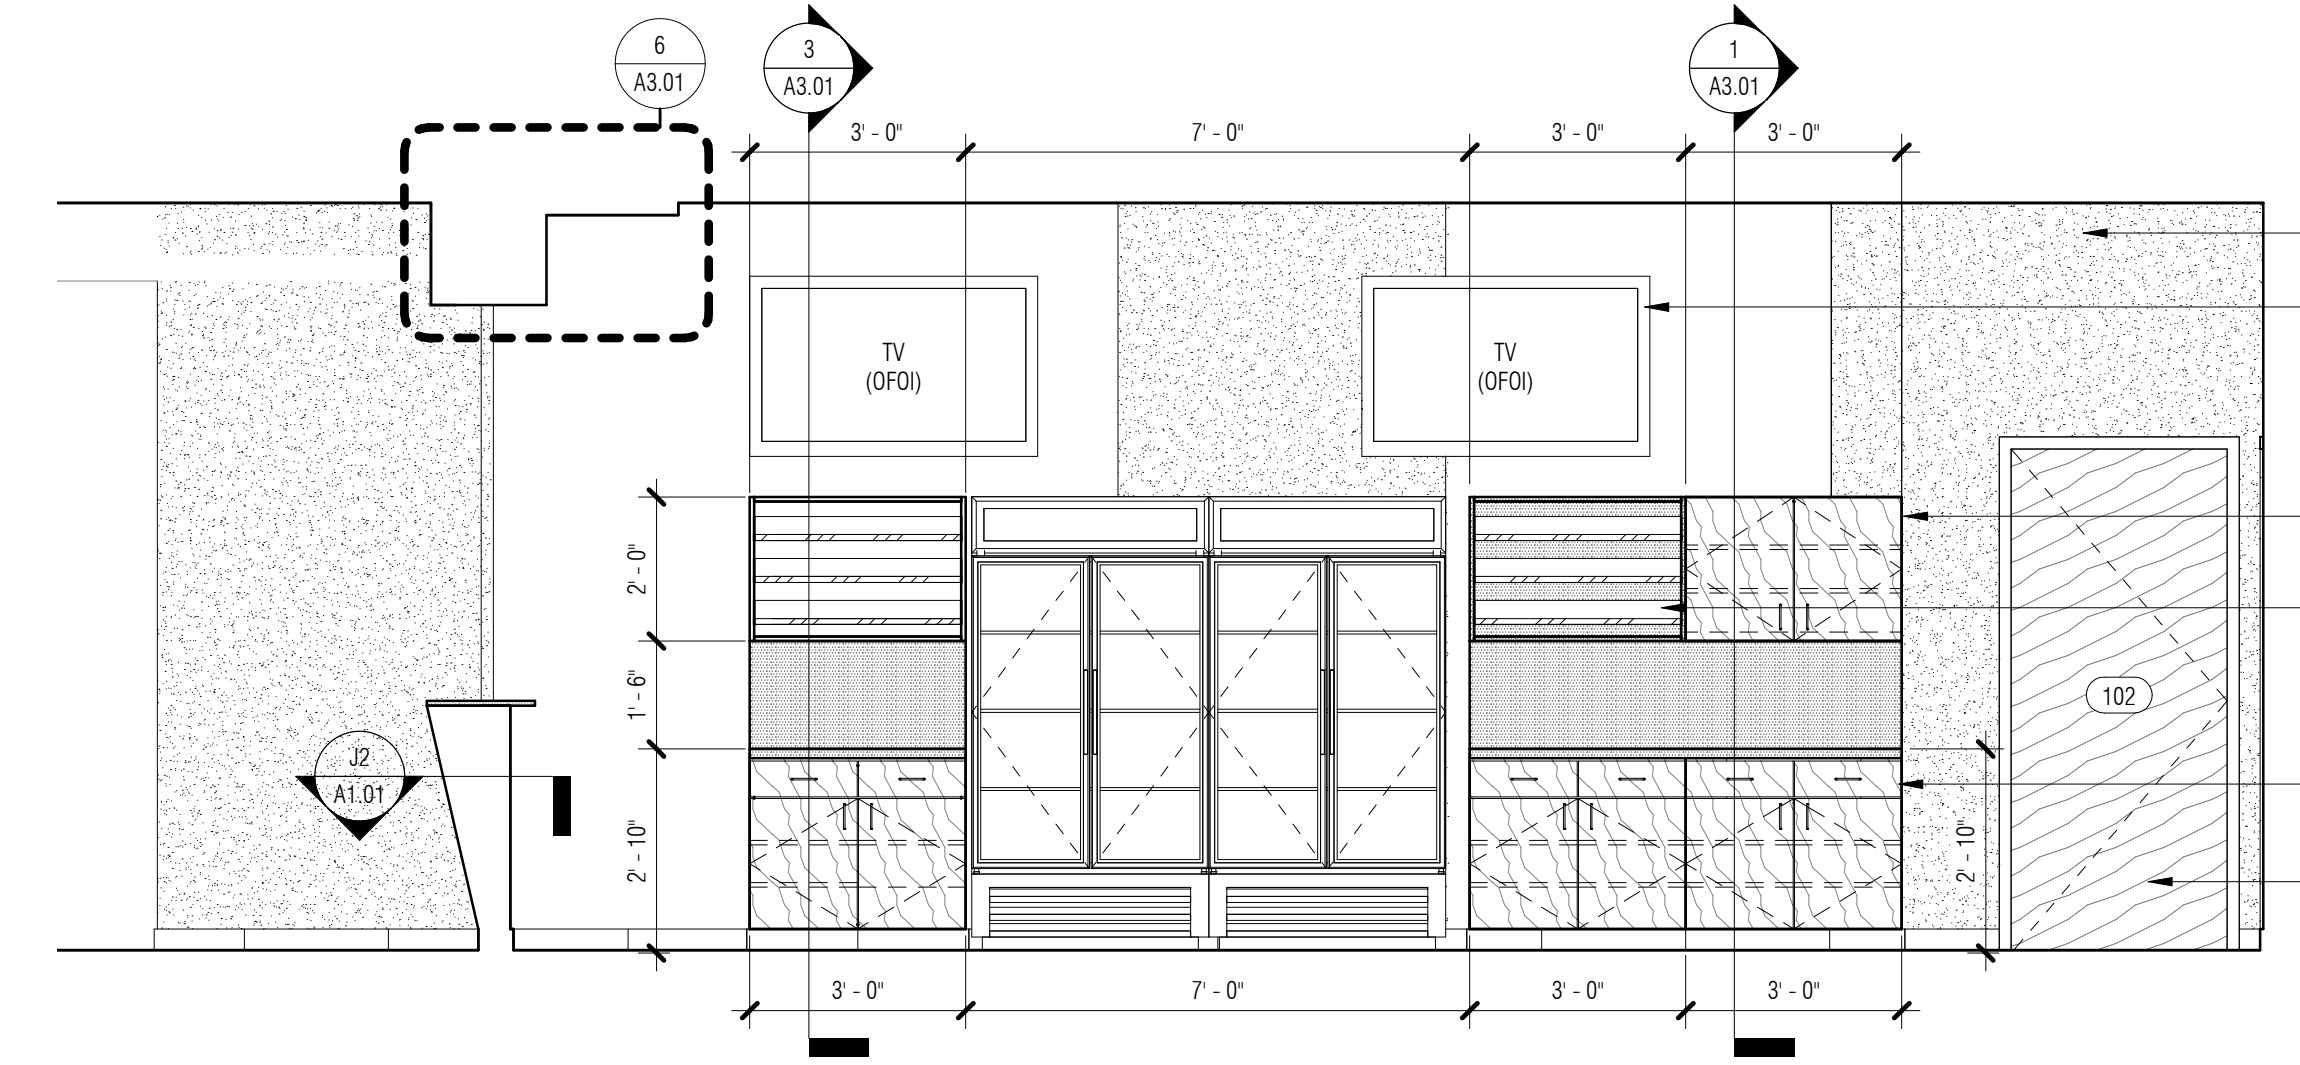 6
A3.01
3
A3.01
1
A3.01
3' - 0"
7' - 0"
3' - 0"
3' - 0"
TV
(OFOI)
TV
(OFOI)
2' - 0"
1' - 6"
2' - 10"
102
J2
A1.01
2' - 10"
3' - 0"
7' - 0"
3' - 0"
3' - 0"